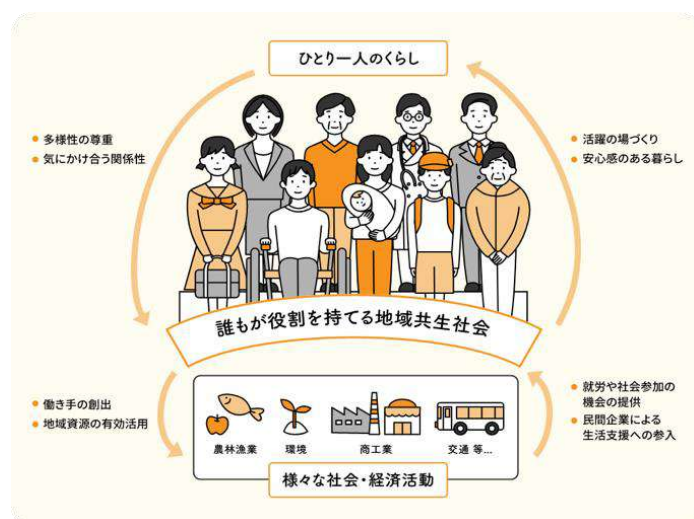 ひとり一人のくらし
多様性の尊重
気にかけ合う関係性
活躍の場づくり
安心感のある暮らし
誰もが役割を持てる地域共生社会
働き手の創出
地域資源の有効活用
就労や社会参加の
機会の提供
民間企業による
生活支援への参入
農林漁業
環境
商工業
交通 等...
様々な社会・経済活動